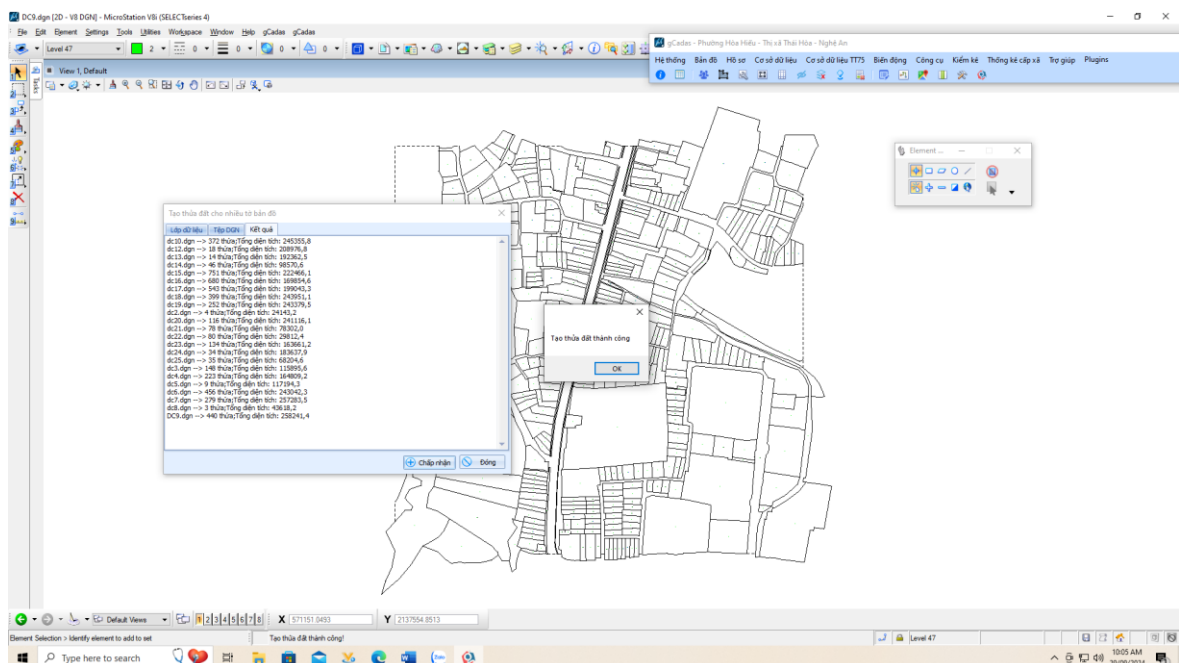 DC9.dgn [2D - V8 DGN] - MicroStation V8i (SELECTseries 4)
File Edit Element Settings Tools Utilities Workspace Window Help gCadas gCadas
Level 47 2 0 0 0 0
View 1, Default
Tasks
gCadas - Phường Hòa Hiếu - Thị xã Thái Hòa - Nghệ An
Hệ thống Bản đồ Hồ sơ Cơ sở dữ liệu Cơ sở dữ liệu TT75 Biến động Công cụ Kiểm kê Thống kê cấp xã Trợ giúp Plugins
Element ...
Tạo thửa đất cho nhiều tờ bản đồ
Lớp dữ liệu Tệp DGN Kết quả
dc10.dgn --> 372 thửa;Tổng diện tích: 245355,8
dc12.dgn --> 18 thửa;Tổng diện tích: 208976,8
dc13.dgn --> 14 thửa;Tổng diện tích: 192362,5
dc14.dgn --> 46 thửa;Tổng diện tích: 98570,6
dc15.dgn --> 751 thửa;Tổng diện tích: 222466,1
dc16.dgn --> 680 thửa;Tổng diện tích: 169854,6
dc17.dgn --> 543 thửa;Tổng diện tích: 199043,3
dc18.dgn --> 399 thửa;Tổng diện tích: 243951,1
dc19.dgn --> 252 thửa;Tổng diện tích: 243379,5
dc2.dgn --> 4 thửa;Tổng diện tích: 24143,2
dc20.dgn --> 116 thửa;Tổng diện tích: 241116,1
dc21.dgn --> 78 thửa;Tổng diện tích: 78302,0
dc22.dgn --> 80 thửa;Tổng diện tích: 29812,4
dc23.dgn --> 134 thửa;Tổng diện tích: 163661,2
dc24.dgn --> 34 thửa;Tổng diện tích: 183637,9
dc25.dgn --> 35 thửa;Tổng diện tích: 68204,6
dc3.dgn --> 148 thửa;Tổng diện tích: 115895,6
dc4.dgn --> 223 thửa;Tổng diện tích: 164809,2
dc5.dgn --> 9 thửa;Tổng diện tích: 117194,3
dc6.dgn --> 456 thửa;Tổng diện tích: 243042,3
dc7.dgn --> 279 thửa;Tổng diện tích: 257283,5
dc8.dgn --> 3 thửa;Tổng diện tích: 43618,2
DC9.dgn --> 440 thửa;Tổng diện tích: 258241,4
Chấp nhận Đóng
Tạo thửa đất thành công
OK
Default Views 1 2 3 4 5 6 7 8 X 571151.0493 Y 2137554.8513
Element Selection > Identify element to add to set Tạo thửa đất thành công! Level 47
Type here to search
Zalo
10:05 AM